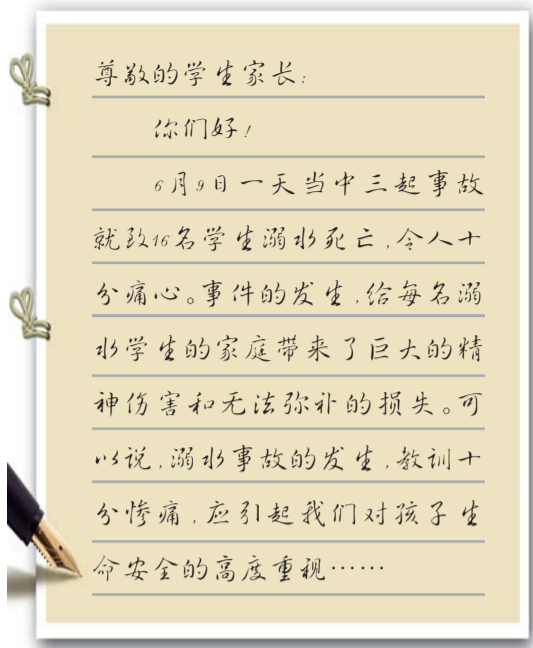 尊敬的学生家长:
你们好!
6月9日一天当中三起事故
就致16名学生溺水死亡,令人十
分痛心。事件的发生,给每名溺
水学生的家庭带来了巨大的精
神伤害和无法弥补的损失。可
以说,溺水事故的发生,教训十
分惨痛,应引起我们对孩子生
命安全的高度重视……